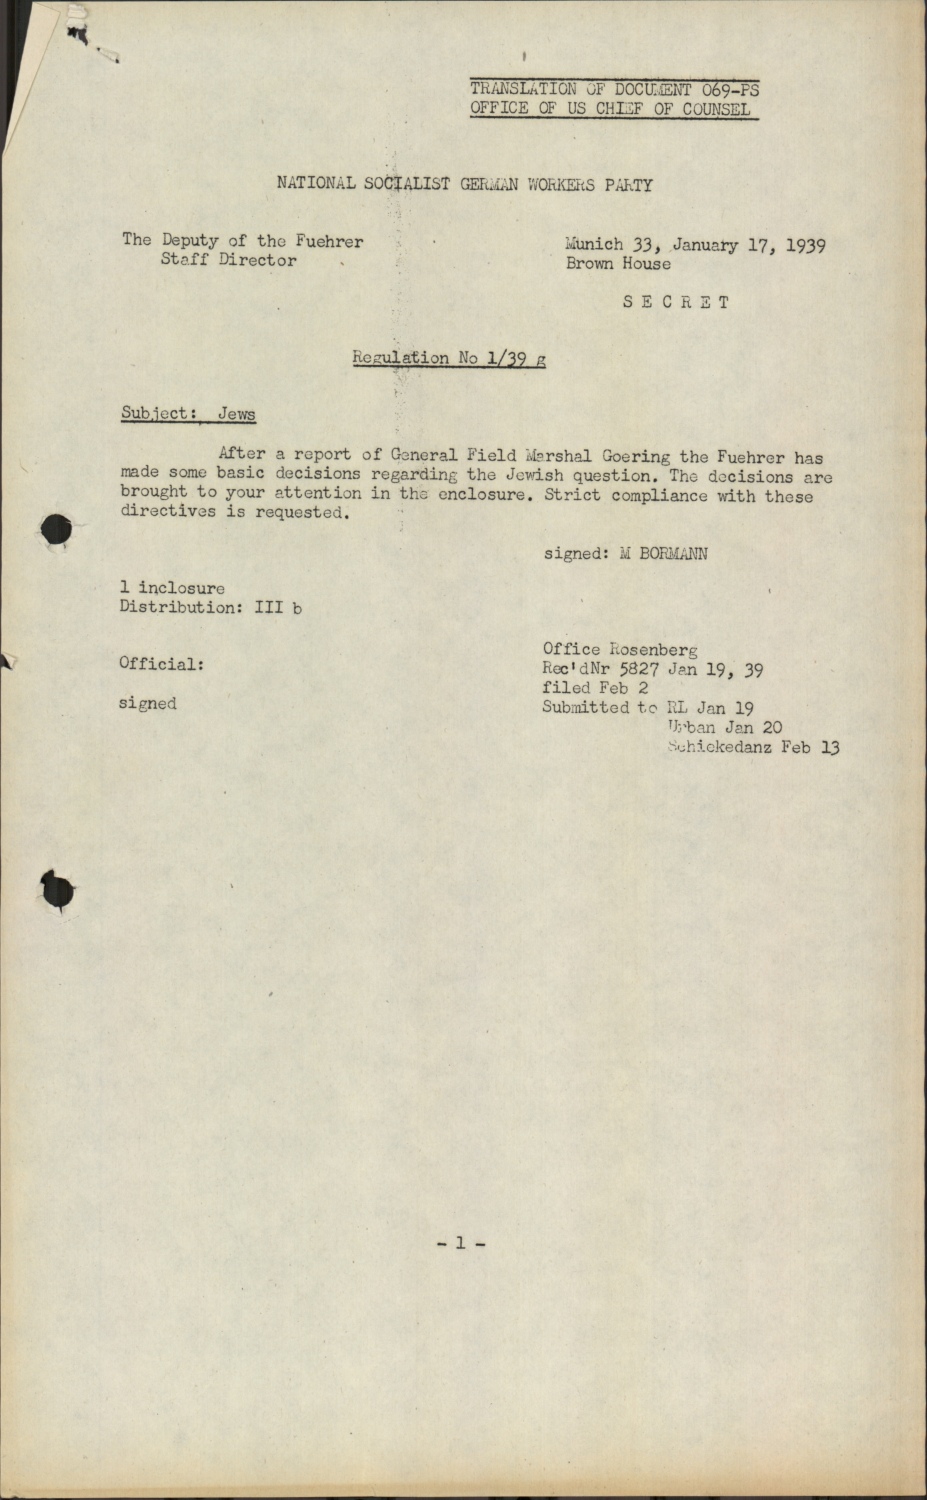 TRANSLATION OF DOCUMENT 069-PS
OFFICE OF US CHIEF OF COUNSEL
NATIONAL SOCIALIST GERMAN WORKERS PARTY
The Deputy of the Fuehrer
Staff Director
Munich 33, January 17, 1939
Brown House
S E C R E T
Regulation No 1/39 g
Subject: Jews
After a report of General Field Marshal Goering the Fuehrer has
made some basic decisions regarding the Jewish question. The decisions are
brought to your attention in the enclosure. Strict compliance with these
directives is requested.
signed: M BORMANN
1 inclosure
Distribution: III b
Official:
signed
Office Rosenberg
Rec'dNr 5827 Jan 19, 39
filed Feb 2
Submitted to RL Jan 19
Urban Jan 20
Schickedanz Feb 13
- 1 -